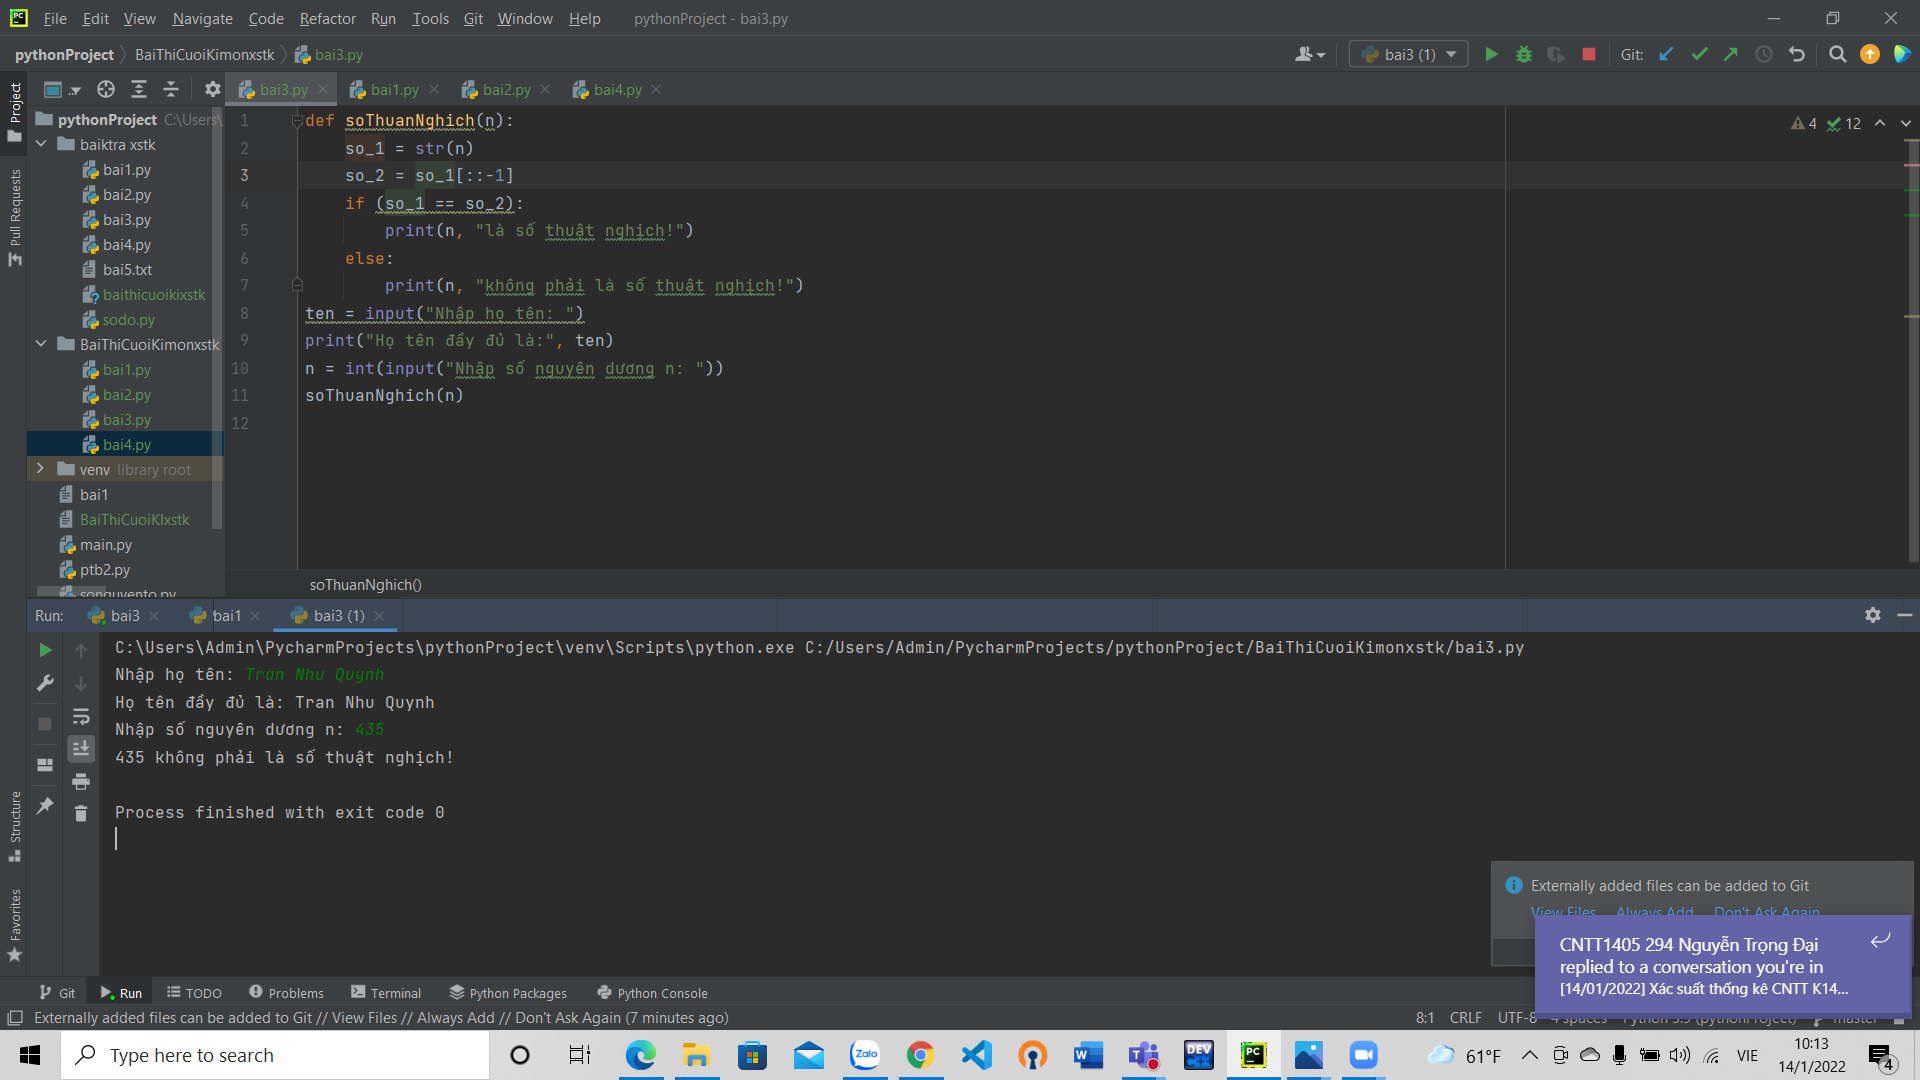 File Edit View Navigate Code Refactor Run Tools Git Window Help pythonProject - bai3.py
pythonProject BaiThiCuoiKimonxstk bai3.py
bai3 (1) Git:
bai3.py bai1.py bai2.py bai4.py
Project
Pull Requests
Structure
Favorites
pythonProject C:\Users\
baiktra xstk
bai1.py
bai2.py
bai3.py
bai4.py
bai5.txt
baithicuoikixstk
sodo.py
BaiThiCuoiKimonxstk
bai1.py
bai2.py
bai3.py
bai4.py
venv library root
bai1
BaiThiCuoiKIxstk
main.py
ptb2.py
songuyento.py
4 12
1 def soThuanNghich(n):
2 so_1 = str(n)
3 so_2 = so_1[::-1]
4 if (so_1 == so_2):
5 print(n, "là số thuật nghịch!")
6 else:
7 print(n, "không phải là số thuật nghịch!")
8 ten = input("Nhập họ tên: ")
9 print("Họ tên đầy đủ là:", ten)
10 n = int(input("Nhập số nguyên dương n: "))
11 soThuanNghich(n)
12
soThuanNghich()
Run: bai3 bai1 bai3 (1)
C:\Users\Admin\PycharmProjects\pythonProject\venv\Scripts\python.exe C:/Users/Admin/PycharmProjects/pythonProject/BaiThiCuoiKimonxstk/bai3.py
Nhập họ tên: Tran Nhu Quynh
Họ tên đầy đủ là: Tran Nhu Quynh
Nhập số nguyên dương n: 435
435 không phải là số thuật nghịch!
Process finished with exit code 0
Externally added files can be added to Git
View Files Always Add Don't Ask Again
CNTT1405 294 Nguyễn Trọng Đại
replied to a conversation you're in
[14/01/2022] Xác suất thống kê CNTT K14...
Git Run TODO Problems Terminal Python Packages Python Console
Externally added files can be added to Git // View Files // Always Add // Don't Ask Again (7 minutes ago)
8:1 CRLF UTF-8 4 spaces (pythonProject) master
Type here to search
Zalo
DEV
PC
61°F VIE
10:13
14/1/2022
4